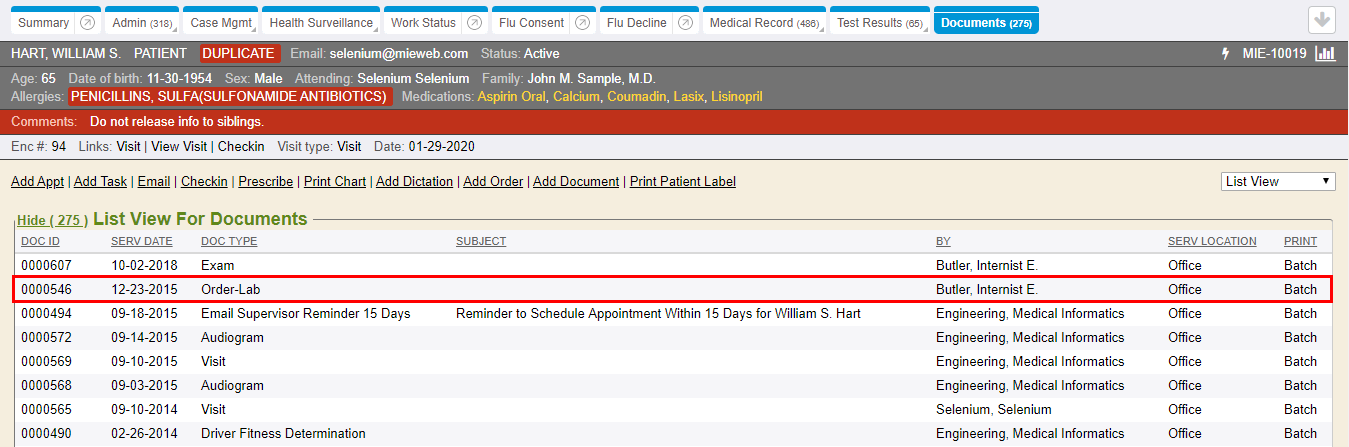 Summary Admin (318) Case Mgmt Health Surveillance Work Status Flu Consent Flu Decline Medical Record (486) Test Results (65) Documents (275)
HART, WILLIAM S. PATIENT DUPLICATE Email: selenium@mieweb.com Status: Active MIE-10019
Age: 65 Date of birth: 11-30-1954 Sex: Male Attending: Selenium Selenium Family: John M. Sample, M.D.
Allergies: PENICILLINS, SULFA(SULFONAMIDE ANTIBIOTICS) Medications: Aspirin Oral, Calcium, Coumadin, Lasix, Lisinopril
Comments: Do not release info to siblings.
Enc #: 94 Links: Visit | View Visit | Checkin Visit type: Visit Date: 01-29-2020
Add Appt | Add Task | Email | Checkin | Prescribe | Print Chart | Add Dictation | Add Order | Add Document | Print Patient Label List View
Hide ( 275 ) List View For Documents
DOC ID SERV DATE DOC TYPE SUBJECT BY SERV LOCATION PRINT
0000607 10-02-2018 Exam Butler, Internist E. Office Batch
0000546 12-23-2015 Order-Lab Butler, Internist E. Office Batch
0000494 09-18-2015 Email Supervisor Reminder 15 Days Reminder to Schedule Appointment Within 15 Days for William S. Hart Engineering, Medical Informatics Office Batch
0000572 09-14-2015 Audiogram Engineering, Medical Informatics Office Batch
0000569 09-10-2015 Visit Engineering, Medical Informatics Office Batch
0000568 09-03-2015 Audiogram Engineering, Medical Informatics Office Batch
0000565 09-10-2014 Visit Selenium, Selenium Office Batch
0000490 02-26-2014 Driver Fitness Determination Engineering, Medical Informatics Office Batch